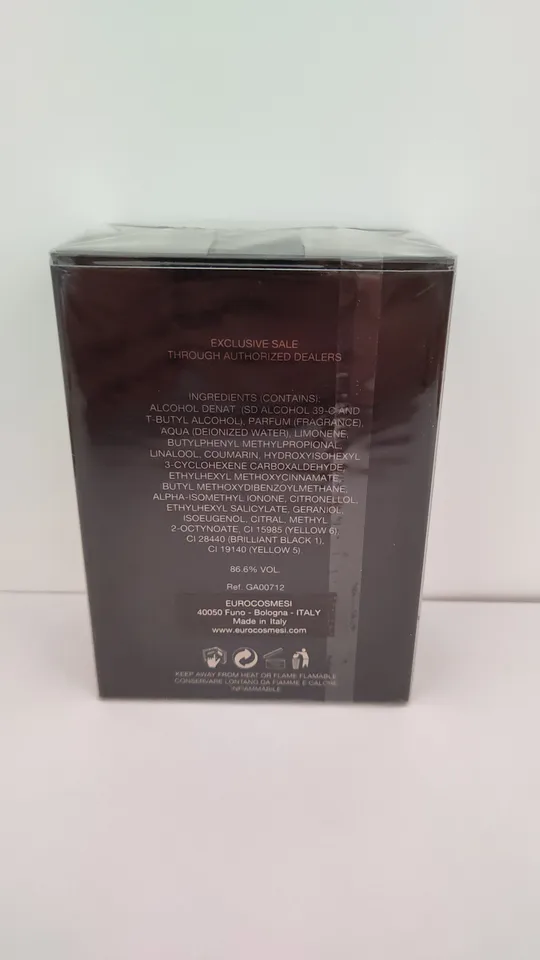 EXCLUSIVE SALE
THROUGH AUTHORIZED DEALERS
INGREDIENTS (CONTAINS):
ALCOHOL DENAT. (SD ALCOHOL 39-C AND
T-BUTYL ALCOHOL), PARFUM (FRAGRANCE),
AQUA (DEIONIZED WATER), LIMONENE,
BUTYLPHENYL METHYLPROPIONAL,
LINALOOL, COUMARIN, HYDROXYISOHEXYL
3-CYCLOHEXENE CARBOXALDEHYDE,
ETHYLHEXYL METHOXYCINNAMATE,
BUTYL METHOXYDIBENZOYLMETHANE,
ALPHA-ISOMETHYL IONONE, CITRONELLOL,
ETHYLHEXYL SALICYLATE, GERANIOL,
ISOEUGENOL, CITRAL, METHYL
2-OCTYNOATE, CI 15985 (YELLOW 6),
CI 28440 (BRILLIANT BLACK 1),
CI 19140 (YELLOW 5).
86.6% VOL.
Ref. GA00712
EUROCOSMESI
40050 Funo - Bologna - ITALY
Made in Italy
www.eurocosmesi.com
KEEP AWAY FROM HEAT OR FLAME FLAMMABLE
CONSERVARE LONTANO DA FIAMME E CALORE
INFIAMMABILE